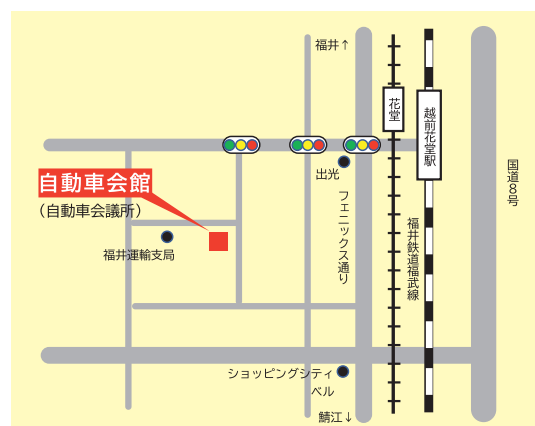 福井↑
花堂
越前花堂駅
出光
国道8号
自動車会館
(自動車会議所)
フェニックス通り
福井鉄道福武線
福井運輸支局
ショッピングシティ
ベル
鯖江↓